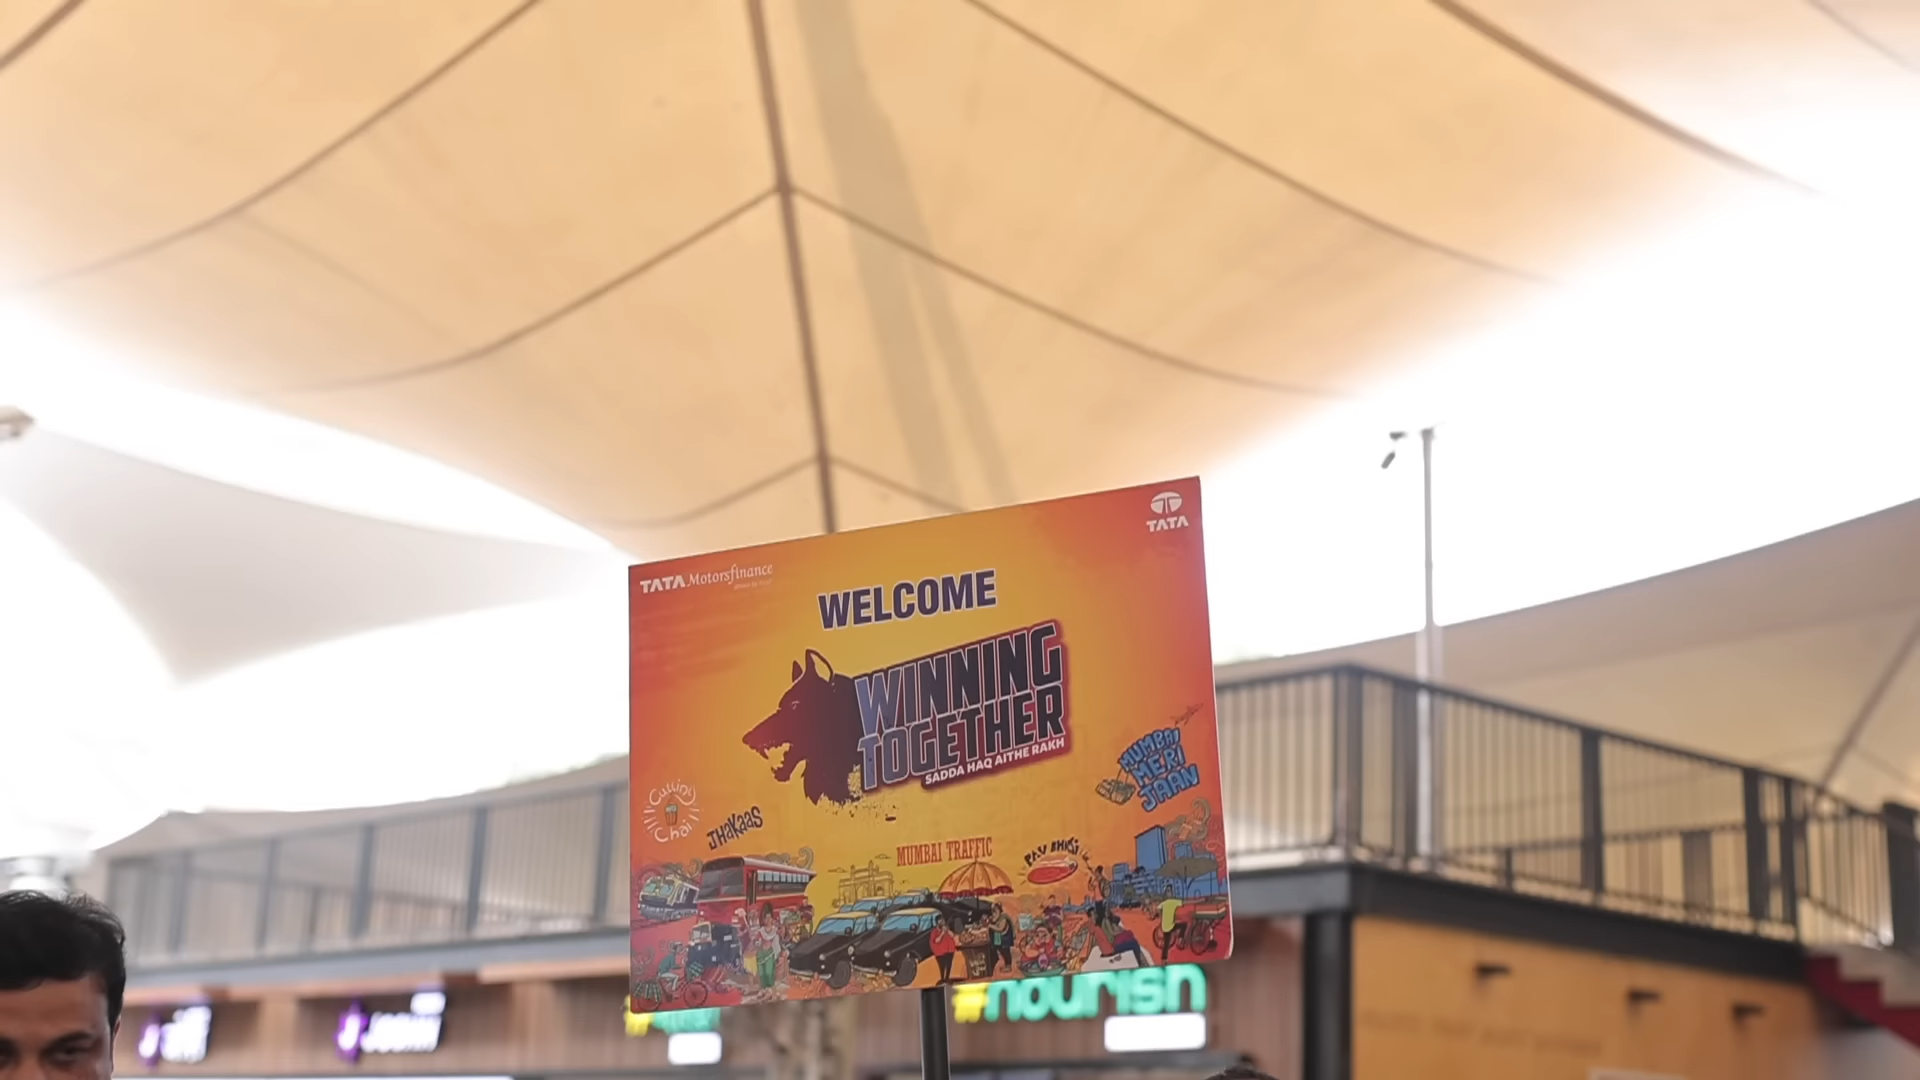 TATA
TATA Motorsfinance
WELCOME
WINNING
TOGETHER
SADDA HAQ AITHE RAKH
MUMBAI
MERI
JAAN
Cutting
Chai
JHAKAAS
MUMBAI TRAFFIC
PAV BHAJI
#nourish